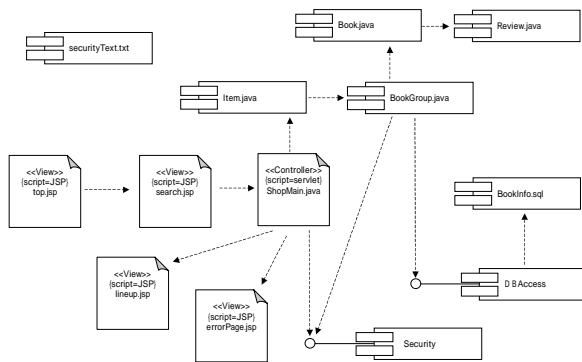 Book.java
Review.java
securityText.txt
Item.java
BookGroup.java
<<View>>
{script=JSP}
top.jsp
<<View>>
{script=JSP}
search.jsp
<<Controller>>
{script=servlet}
ShopMain.java
BookInfo.sql
<<View>>
{script=JSP}
lineup.jsp
<<View>>
{script=JSP}
errorPage.jsp
DBAccess
Security